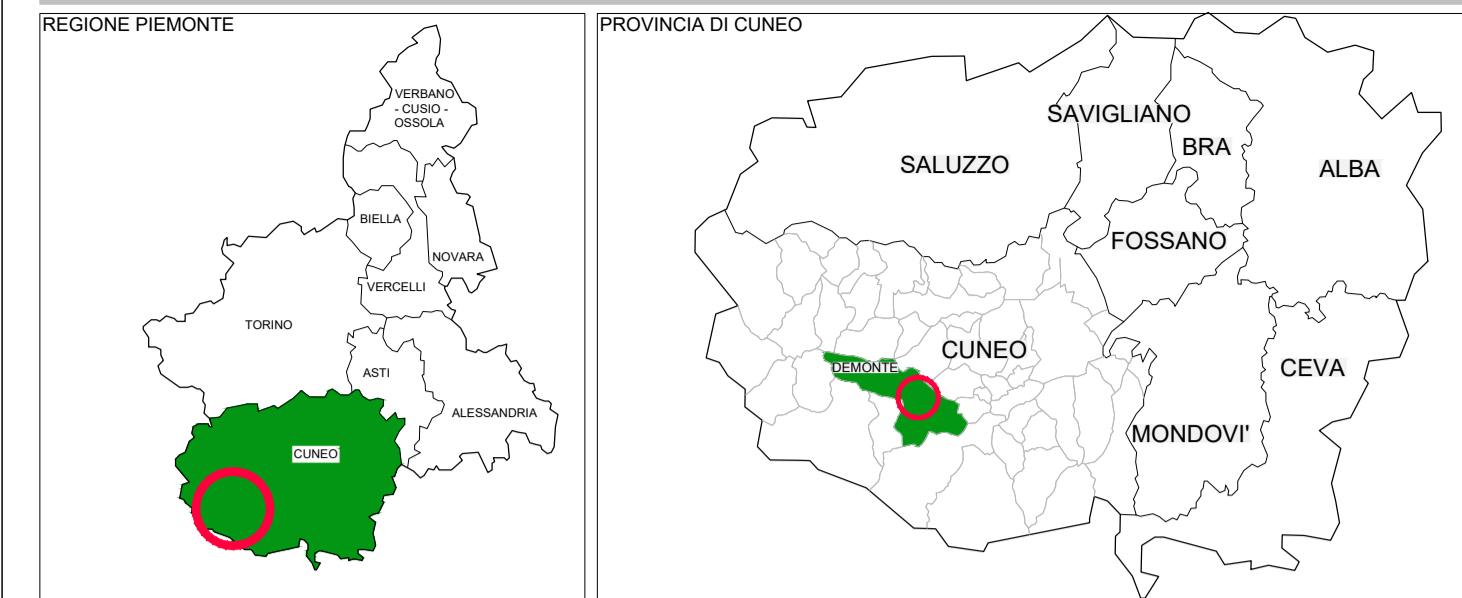 REGIONE PIEMONTE
VERBANO
- CUSIO -
OSSOLA
BIELLA
NOVARA
VERCELLI
TORINO
ASTI
ALESSANDRIA
CUNEO
PROVINCIA DI CUNEO
SAVIGLIANO
BRA
SALUZZO
ALBA
FOSSANO
CUNEO
DEMONTE
CEVA
MONDOVI'